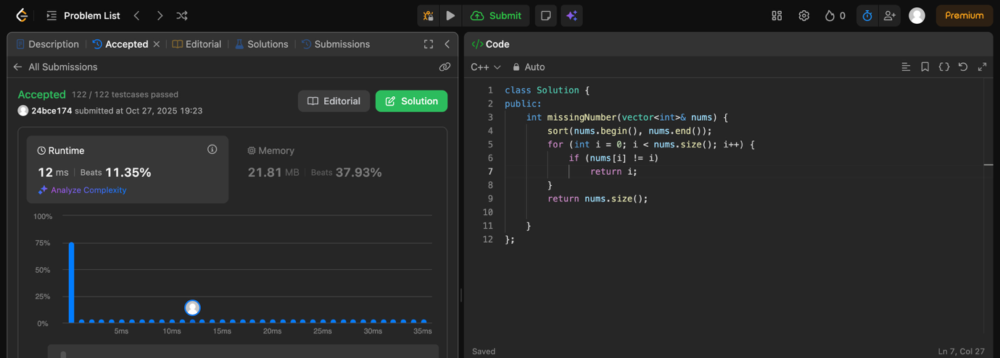 Problem List
Submit
0
Premium
Description
Accepted
Editorial
Solutions
Submissions
All Submissions
Accepted 122 / 122 testcases passed
24bce174 submitted at Oct 27, 2025 19:23
Editorial
Solution
Runtime
12 ms | Beats 11.35%
Analyze Complexity
Memory
21.81 MB | Beats 37.93%
100%
75%
50%
25%
0%
5ms 10ms 15ms 20ms 25ms 30ms 35ms
</> Code
C++ Auto
1 class Solution {
2 public:
3     int missingNumber(vector<int>& nums) {
4         sort(nums.begin(), nums.end());
5         for (int i = 0; i < nums.size(); i++) {
6             if (nums[i] != i)
7                 return i;
8         }
9         return nums.size();
10
11     }
12 };
Saved
Ln 7, Col 27